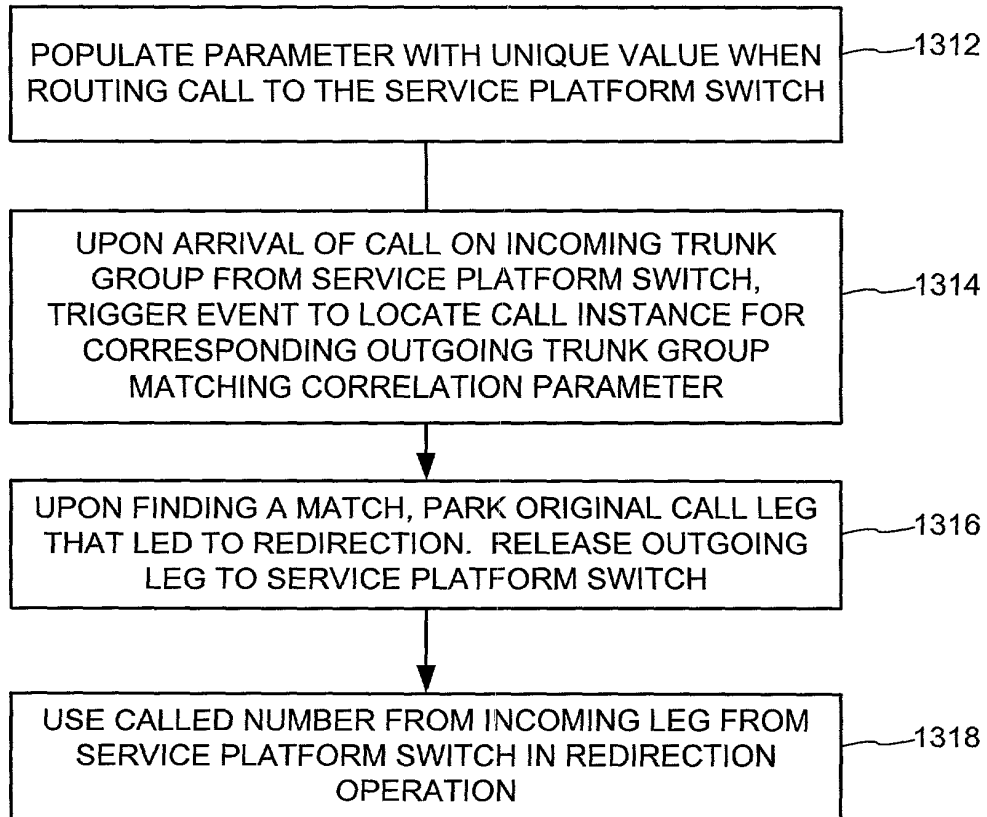 POPULATE PARAMETER WITH UNIQUE VALUE WHEN
ROUTING CALL TO THE SERVICE PLATFORM SWITCH
1312
UPON ARRIVAL OF CALL ON INCOMING TRUNK
GROUP FROM SERVICE PLATFORM SWITCH,
TRIGGER EVENT TO LOCATE CALL INSTANCE FOR
CORRESPONDING OUTGOING TRUNK GROUP
MATCHING CORRELATION PARAMETER
1314
UPON FINDING A MATCH, PARK ORIGINAL CALL LEG
THAT LED TO REDIRECTION. RELEASE OUTGOING
LEG TO SERVICE PLATFORM SWITCH
1316
USE CALLED NUMBER FROM INCOMING LEG FROM
SERVICE PLATFORM SWITCH IN REDIRECTION
OPERATION
1318